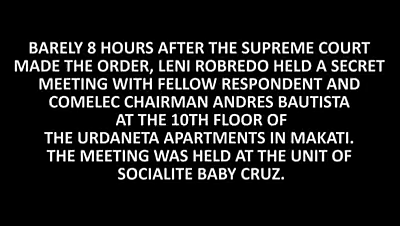 BARELY 8 HOURS AFTER THE SUPREME COURT
MADE THE ORDER, LENI ROBREDO HELD A SECRET
MEETING WITH FELLOW RESPONDENT AND
COMELEC CHAIRMAN ANDRES BAUTISTA
AT THE 10TH FLOOR OF
THE URDANETA APARTMENTS IN MAKATI.
THE MEETING WAS HELD AT THE UNIT OF
SOCIALITE BABY CRUZ.